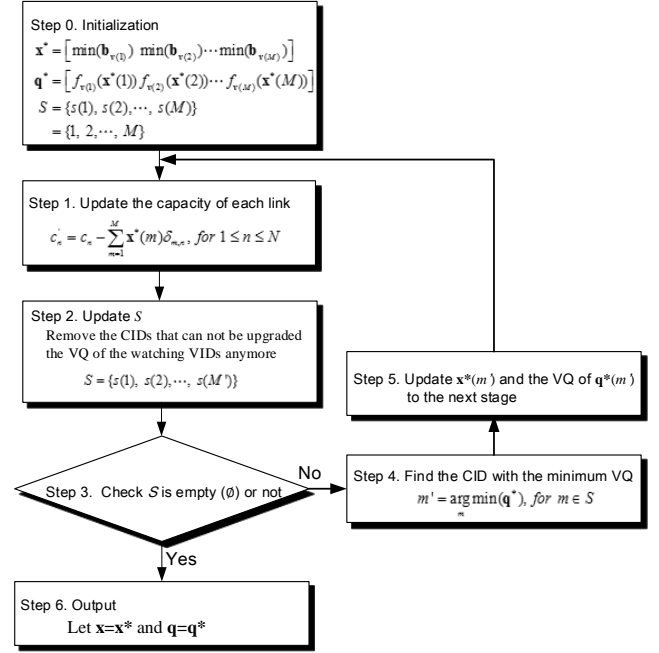 Step 0. Initialization
x* = [min(b_v(1)) min(b_v(2))⋯min(b_v(M))]
q* = [f_v(1)(x*(1)) f_v(2)(x*(2))⋯ f_v(M)(x*(M))]
S = {s(1), s(2),⋯, s(M)}
= {1, 2,⋯, M}
Step 1. Update the capacity of each link
c'_n = c_n − ∑_{m=1}^{M} x*(m)δ_{m,n}, for 1 ≤ n ≤ N
Step 2. Update S
Remove the CIDs that can not be upgraded
the VQ of the watching VIDs anymore
S = {s(1), s(2),⋯, s(M')}
Step 3. Check S is empty (ø) or not
No
Yes
Step 4. Find the CID with the minimum VQ
m' = arg min_m(q*), for m ∈ S
Step 5. Update x*(m') and the VQ of q*(m')
to the next stage
Step 6. Output
Let x=x* and q=q*